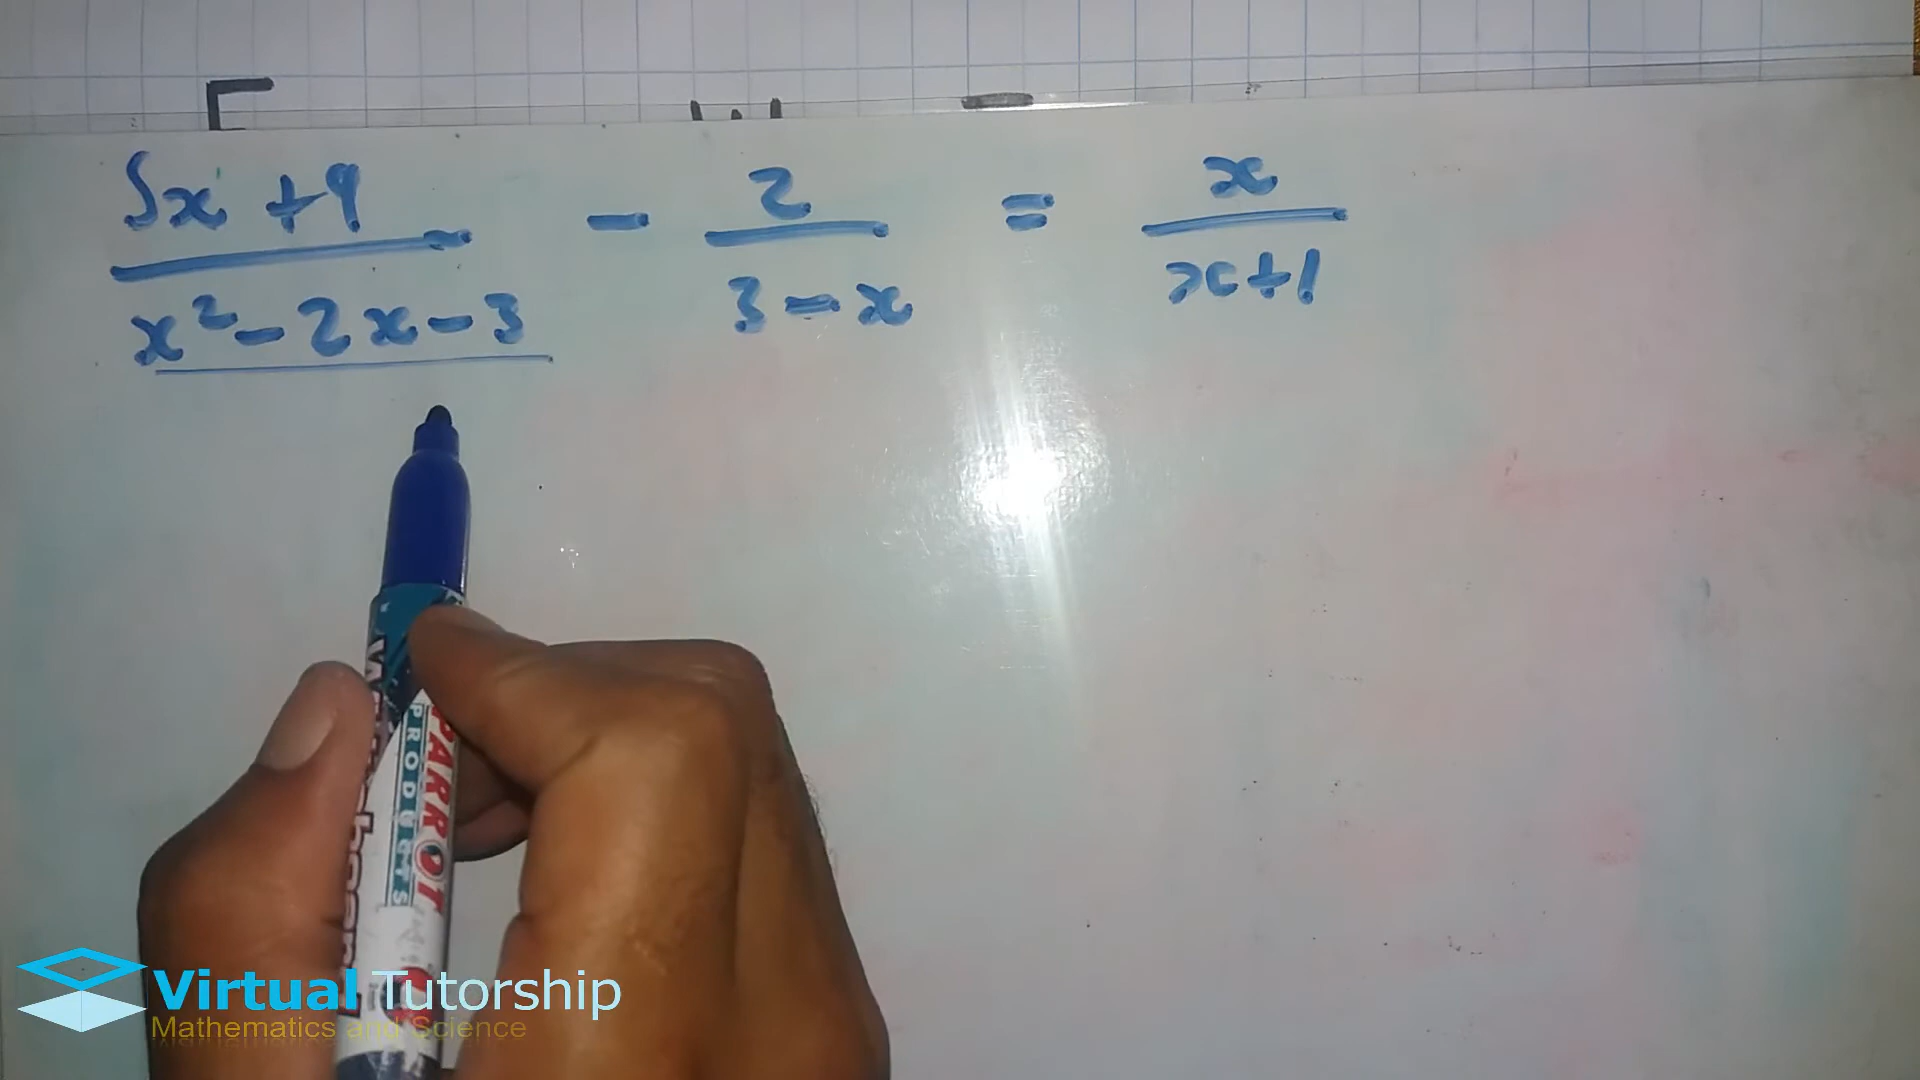 5x + 9 - 2 = x
x² - 2x - 3 3 - x x+1
PARROT
PRODUCTS
Virtual Tutorship
Mathematics and Science